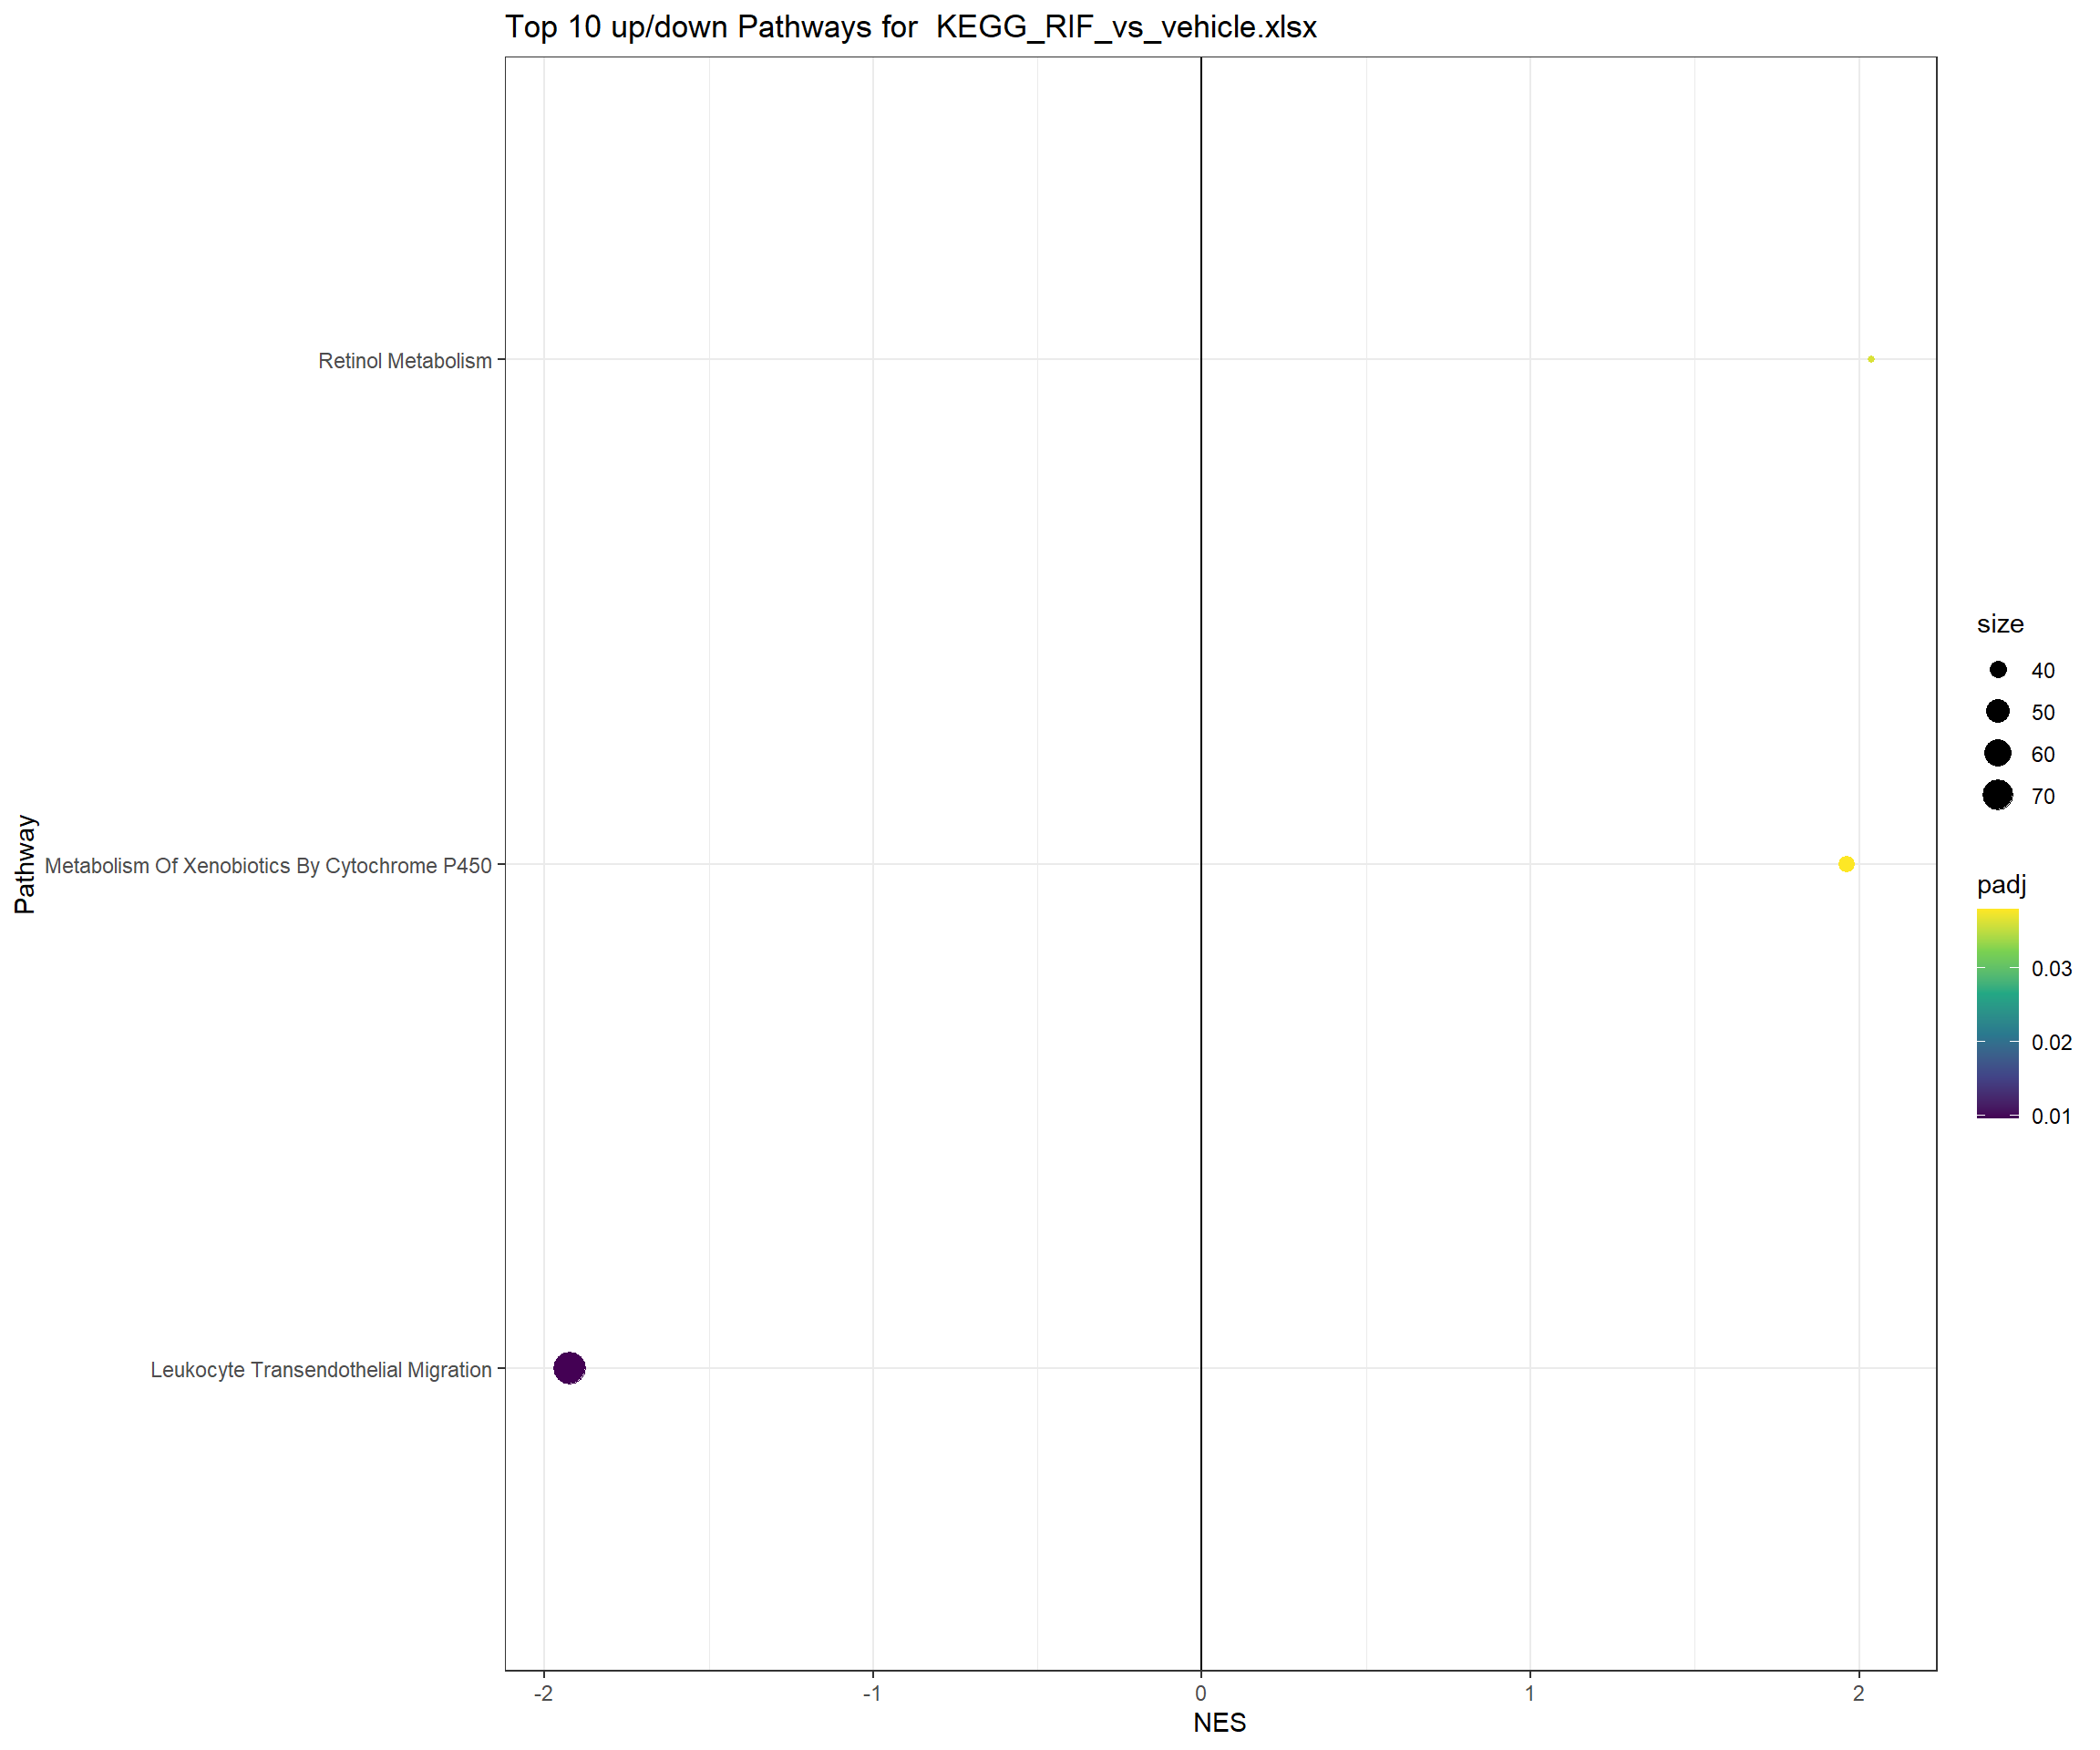 Top 10 up/down Pathways for  KEGG_RIF_vs_vehicle.xlsx
Pathway
Retinol Metabolism
Metabolism Of Xenobiotics By Cytochrome P450
Leukocyte Transendothelial Migration
-2
-1
0
1
2
NES
size
40
50
60
70
padj
0.03
0.02
0.01